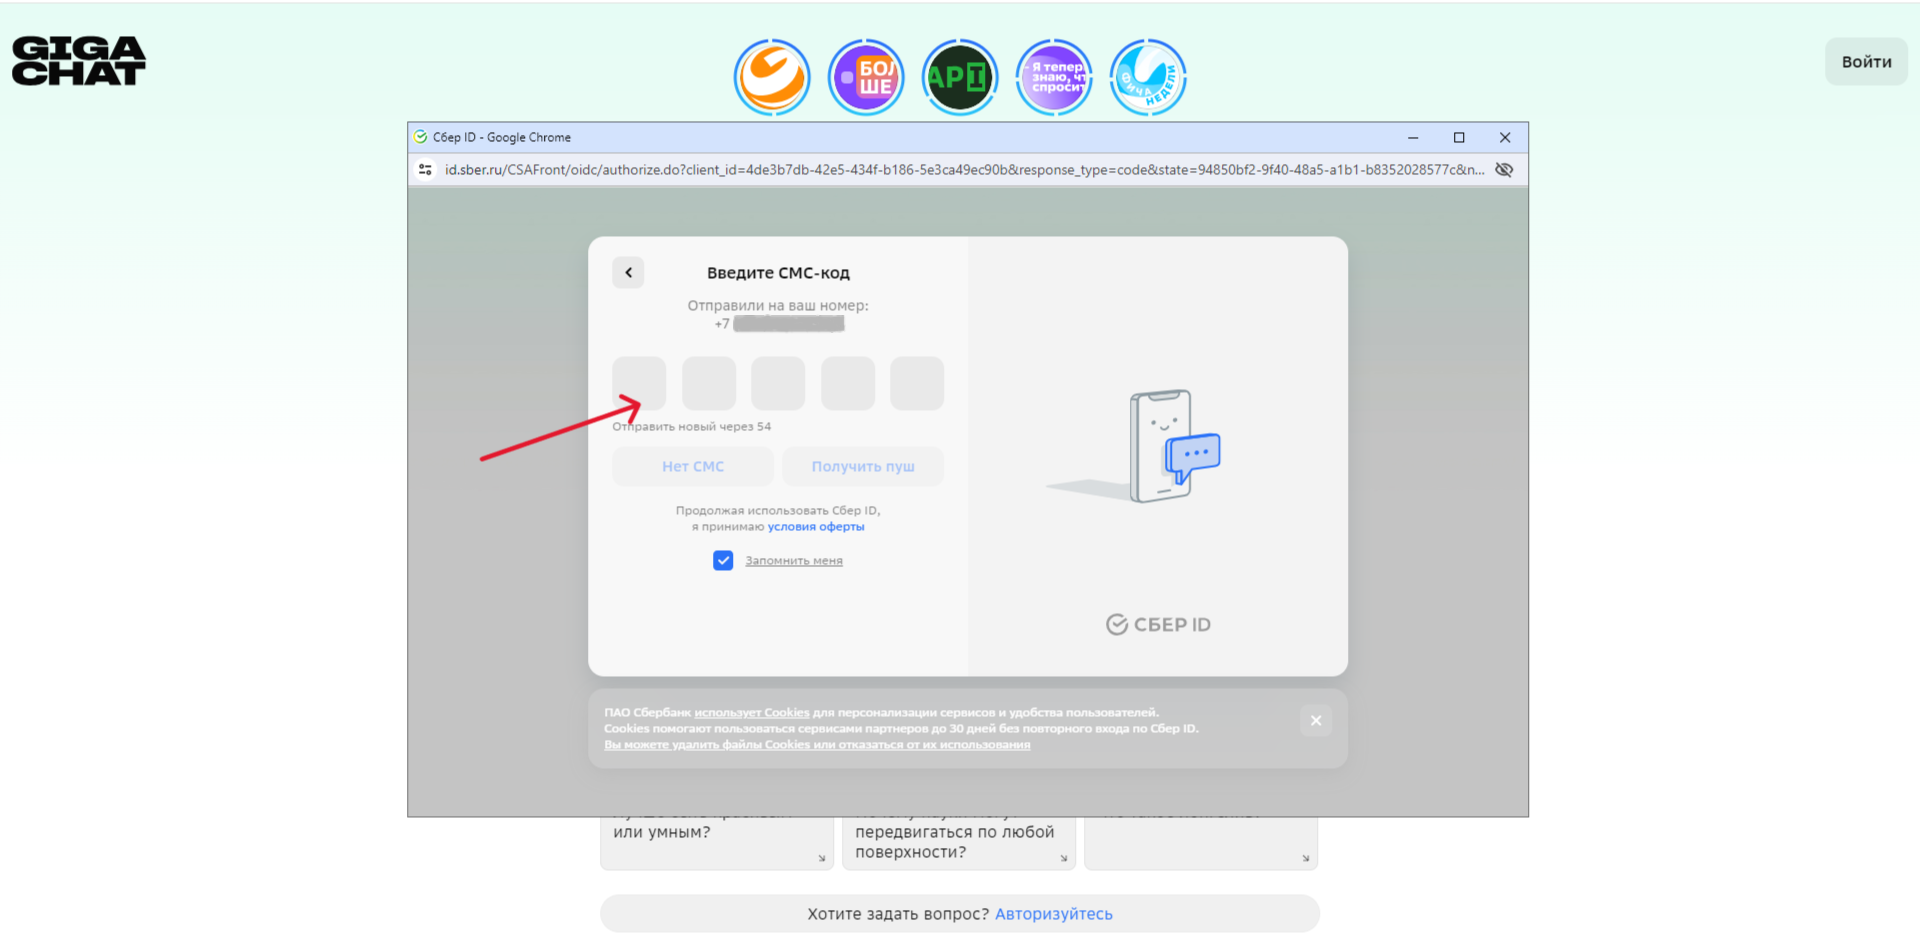 GIGA
CHAT
БОЛ
ШЕ
API
- Я тепер
знаю, чт
спросит
ФИЧА
НЕДЕЛИ
Войти
Сбер ID - Google Chrome
id.sber.ru/CSAFront/oidc/authorize.do?client_id=4de3b7db-42e5-434f-b186-5e3ca49ec90b&response_type=code&state=94850bf2-9f40-48a5-a1b1-b8352028577c&n...
Введите СМС-код
Отправили на ваш номер:
+7
Отправить новый через 54
Нет СМС
Получить пуш
Продолжая использовать Сбер ID,
я принимаю условия оферты
Запомнить меня
СБЕР ID
ПАО Сбербанк использует Cookies для персонализации сервисов и удобства пользователей.
Cookies помогают пользоваться сервисами партнеров до 30 дней без повторного входа по Сбер ID.
Вы можете удалить файлы Cookies или отказаться от их использования
или умным?
передвигаться по любой
поверхности?
Хотите задать вопрос? Авторизуйтесь